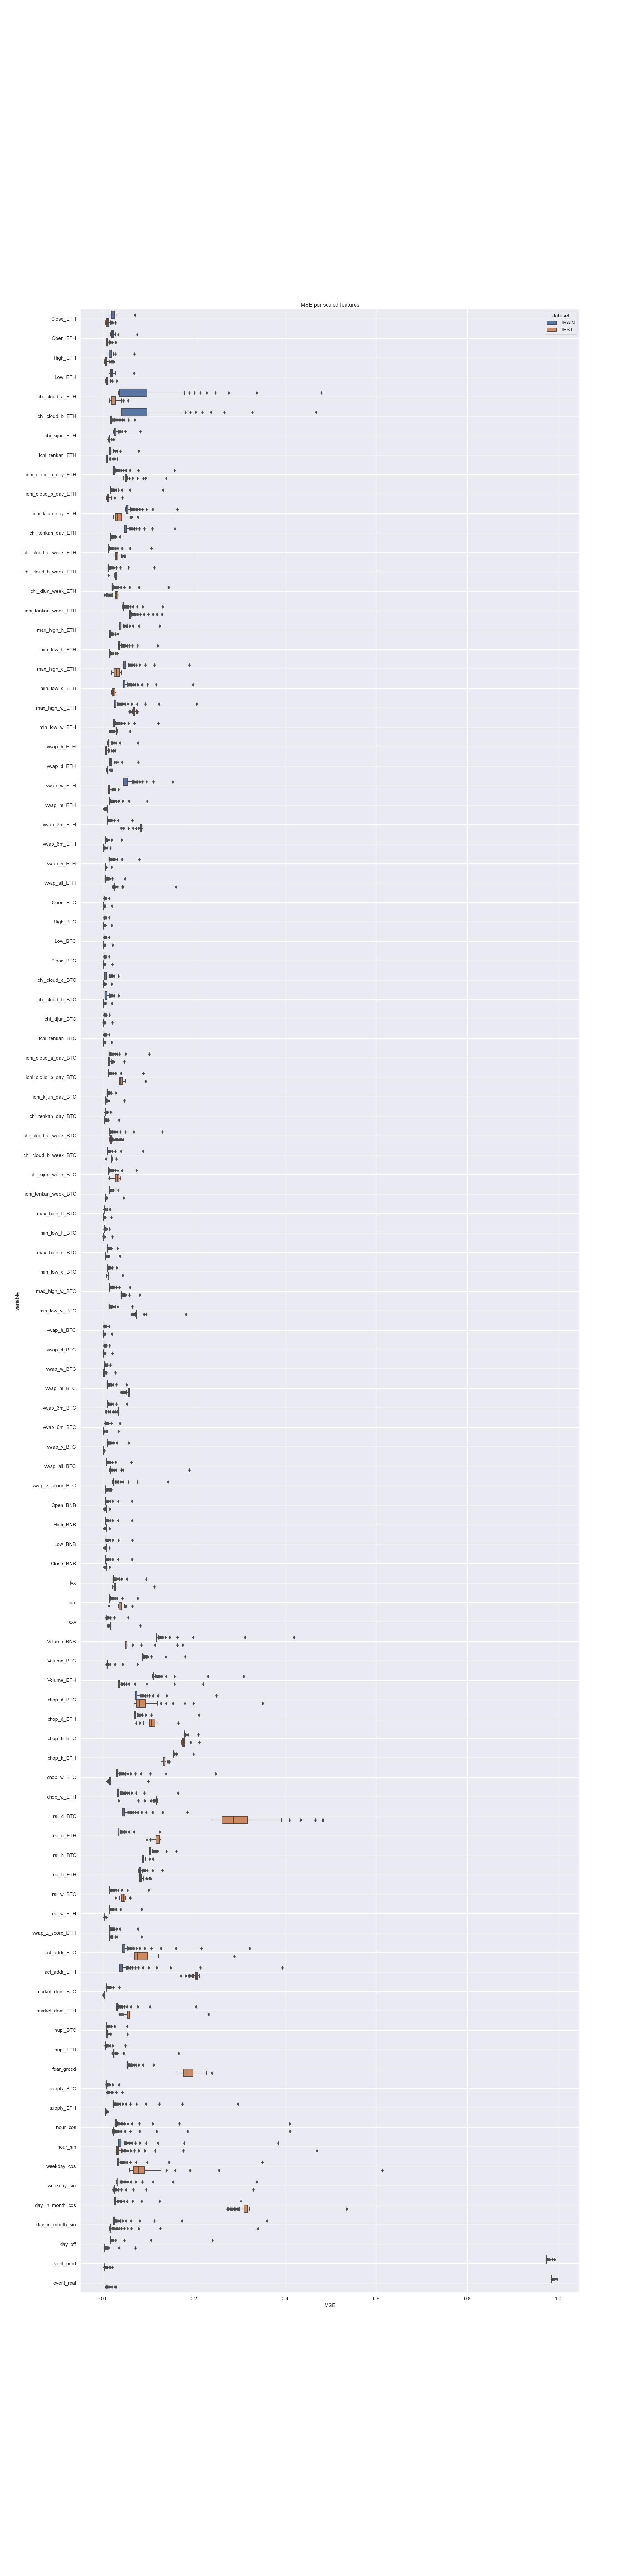 MSE per scaled features
dataset
TRAIN
TEST
Close_ETH
Open_ETH
High_ETH
Low_ETH
ichi_cloud_a_ETH
ichi_cloud_b_ETH
ichi_kijun_ETH
ichi_tenkan_ETH
ichi_cloud_a_day_ETH
ichi_cloud_b_day_ETH
ichi_kijun_day_ETH
ichi_tenkan_day_ETH
ichi_cloud_a_week_ETH
ichi_cloud_b_week_ETH
ichi_kijun_week_ETH
ichi_tenkan_week_ETH
max_high_h_ETH
min_low_h_ETH
max_high_d_ETH
min_low_d_ETH
max_high_w_ETH
min_low_w_ETH
vwap_h_ETH
vwap_d_ETH
vwap_w_ETH
vwap_m_ETH
vwap_3m_ETH
vwap_6m_ETH
vwap_y_ETH
vwap_all_ETH
Open_BTC
High_BTC
Low_BTC
Close_BTC
ichi_cloud_a_BTC
ichi_cloud_b_BTC
ichi_kijun_BTC
ichi_tenkan_BTC
ichi_cloud_a_day_BTC
ichi_cloud_b_day_BTC
ichi_kijun_day_BTC
ichi_tenkan_day_BTC
ichi_cloud_a_week_BTC
ichi_cloud_b_week_BTC
ichi_kijun_week_BTC
ichi_tenkan_week_BTC
max_high_h_BTC
min_low_h_BTC
max_high_d_BTC
min_low_d_BTC
max_high_w_BTC
min_low_w_BTC
vwap_h_BTC
vwap_d_BTC
vwap_w_BTC
vwap_m_BTC
vwap_3m_BTC
vwap_6m_BTC
vwap_y_BTC
vwap_all_BTC
vwap_z_score_BTC
Open_BNB
High_BNB
Low_BNB
Close_BNB
spx
dxy
Volume_BNB
Volume_BTC
Volume_ETH
chop_d_BTC
chop_d_ETH
chop_h_BTC
chop_h_ETH
chop_w_BTC
chop_w_ETH
rsi_d_BTC
rsi_d_ETH
rsi_h_BTC
rsi_h_ETH
rsi_w_BTC
rsi_w_ETH
vwap_z_score_ETH
act_addr_BTC
act_addr_ETH
market_dom_BTC
market_dom_ETH
nupl_BTC
nupl_ETH
fear_greed
supply_BTC
supply_ETH
hour_cos
hour_sin
weekday_cos
weekday_sin
day_in_month_cos
day_in_month_sin
day_off
event_pred
event_real
variable
0.0 0.2 0.4 0.6 0.8 1.0
MSE